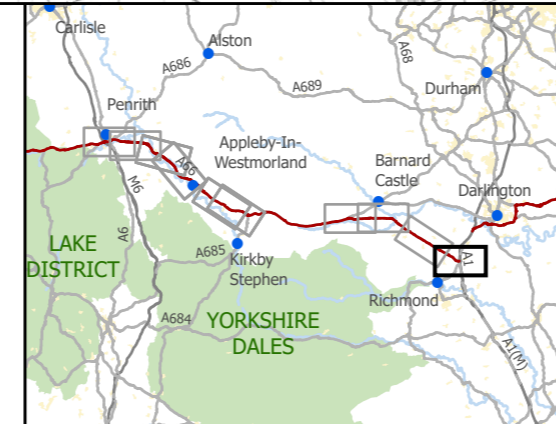 Carlisle
Alston
A686
A68
A689
Durham
Penrith
Appleby-In-
Westmorland
A66
Barnard
Castle
Darlington
M6
A6
LAKE
DISTRICT
A685
Kirkby
Stephen
A1
Richmond
A684
YORKSHIRE
DALES
A1(M)